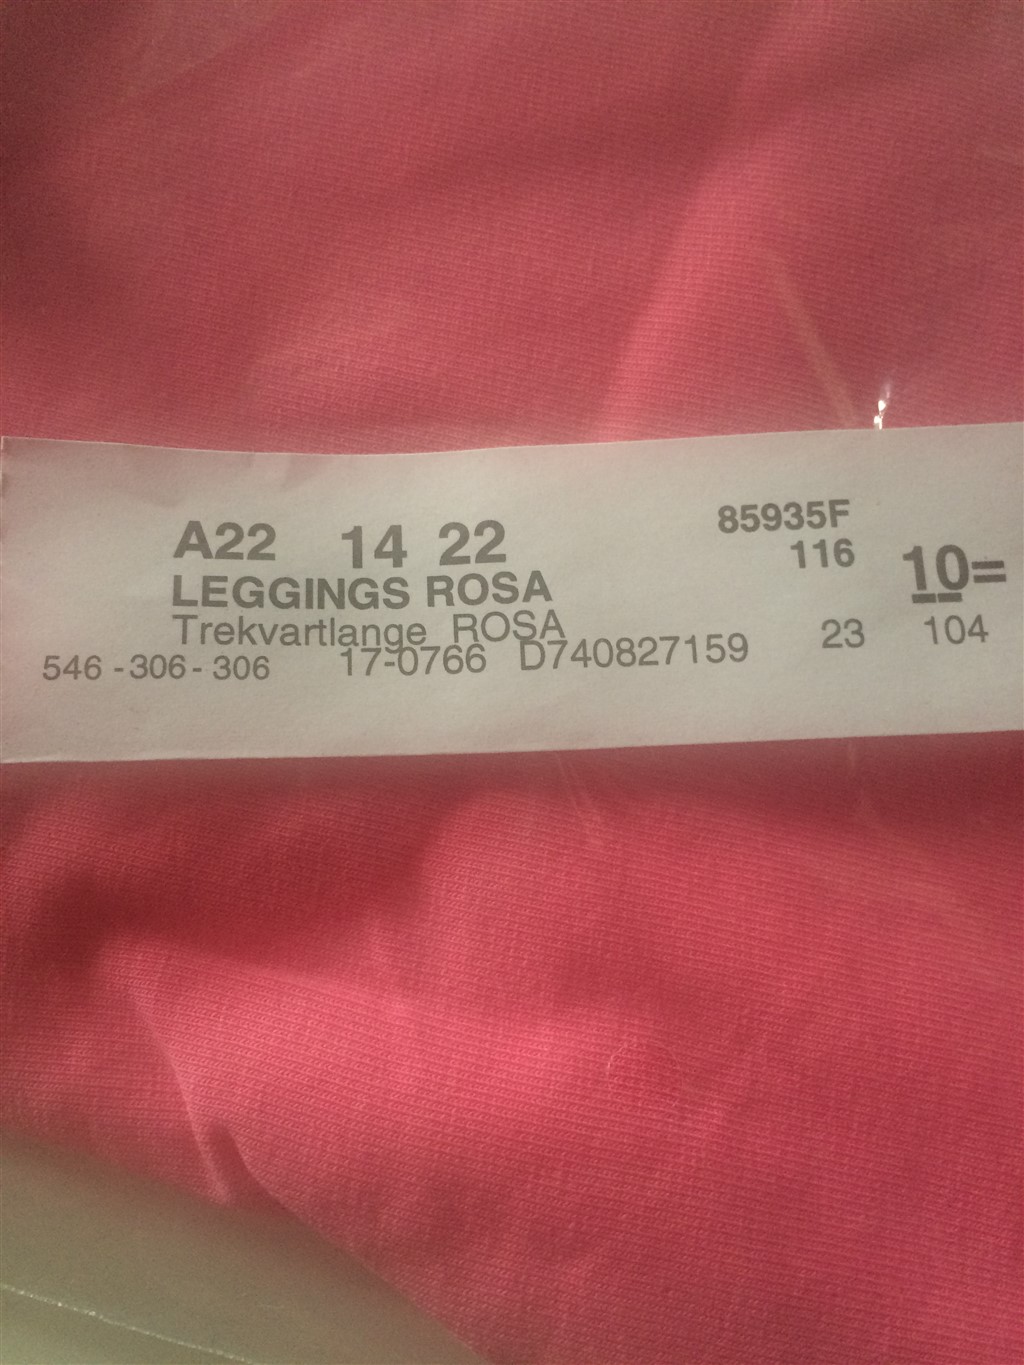 A22 14 22 85935F
LEGGINGS ROSA 116 10=
Trekvartlange ROSA 23 104
546 -306- 306 17-0766 D740827159